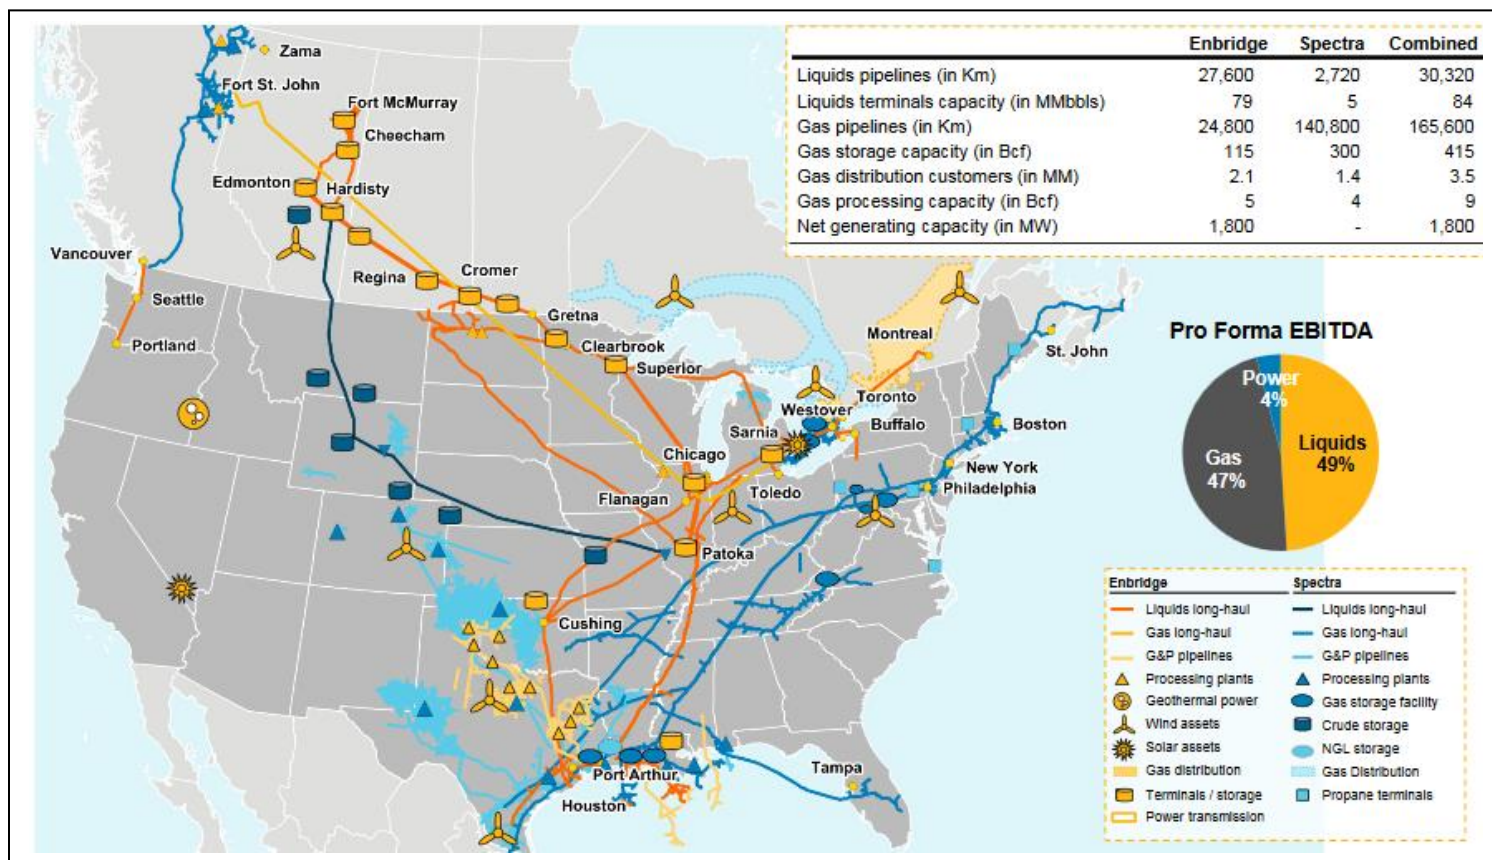 Enbridge Spectra Combined
Liquids pipelines (in Km) 27,600 2,720 30,320
Liquids terminals capacity (in MMbbls) 79 5 84
Gas pipelines (in Km) 24,800 140,800 165,600
Gas storage capacity (in Bcf) 115 300 415
Gas distribution customers (in MM) 2.1 1.4 3.5
Gas processing capacity (in Bcf) 5 4 9
Net generating capacity (in MW) 1,800 - 1,800
Zama
Fort St. John
Fort McMurray
Cheecham
Edmonton
Hardisty
Vancouver
Regina
Cromer
Seattle
Gretna
Portland
Clearbrook
Superior
Montreal
St. John
Toronto
Westover
Buffalo
Boston
Sarnia
Chicago
New York
Toledo
Flanagan
Philadelphia
Patoka
Cushing
Port Arthur
Houston
Tampa
Pro Forma EBITDA
Power
4%
Liquids
49%
Gas
47%
Enbridge Spectra
Liquids long-haul Liquids long-haul
Gas long-haul Gas long-haul
G&P pipelines G&P pipelines
Processing plants Processing plants
Geothermal power Gas storage facility
Wind assets Crude storage
Solar assets NGL storage
Gas distribution Gas Distribution
Terminals / storage Propane terminals
Power transmission